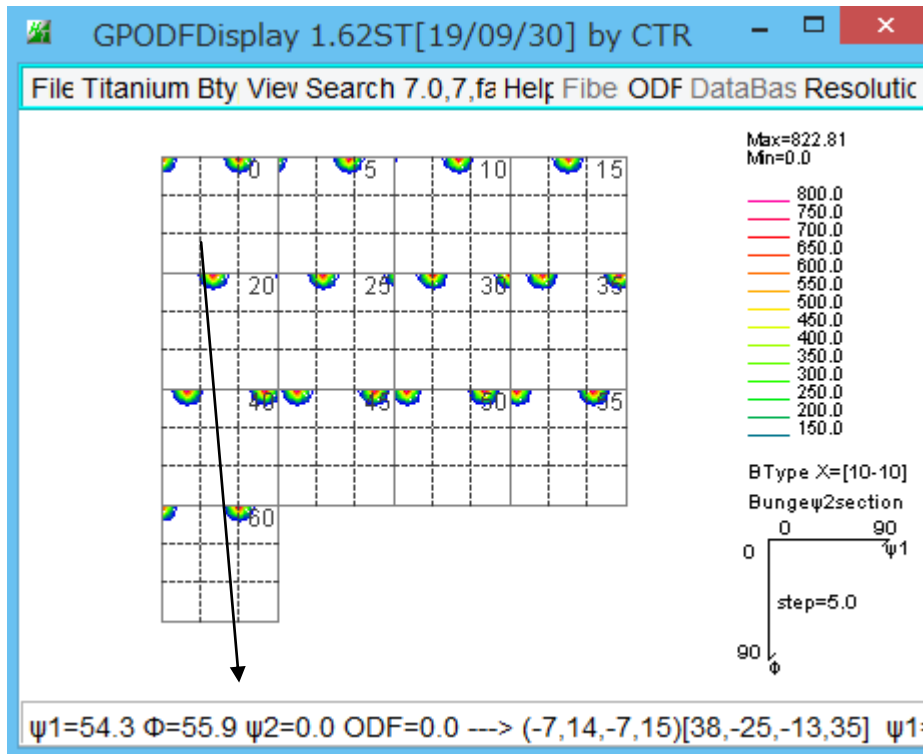 GPODFDisplay 1.62ST[19/09/30] by CTR
File Titanium Bty View Search 7.0,7,fa Help Fibe ODF DataBas Resolutic
Max=822.81
Min=0.0
0 5 10 15
20 25 30 35
40 45 50 55
60
800.0
750.0
700.0
650.0
600.0
550.0
500.0
450.0
400.0
350.0
300.0
250.0
200.0
150.0
BType X=[10-10]
Bungeψ2section
0 90
0 ψ1
step=5.0
90
Φ
ψ1=54.3 Φ=55.9 ψ2=0.0 ODF=0.0 ---> (-7,14,-7,15)[38,-25,-13,35] ψ1=